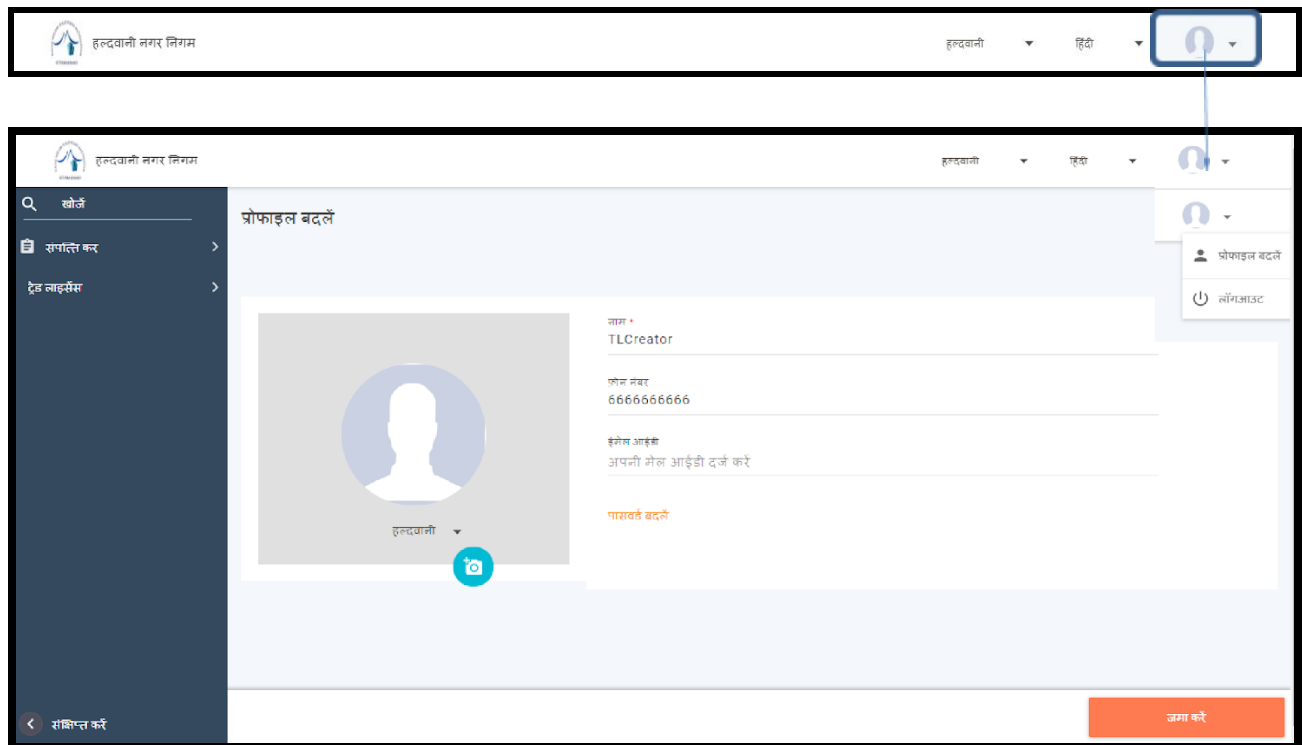 हल्दवानी नगर निगम
हल्दवानी
हिंदी
हल्दवानी नगर निगम
हल्दवानी
हिंदी
खोजें
संपत्ति कर
ट्रेड लाइसेंस
प्रोफाइल बदलें
प्रोफाइल बदलें
लॉगआउट
नाम *
TLCreator
फ़ोन नंबर
6666666666
ईमेल आईडी
अपनी मेल आईडी दर्ज करें
पासवर्ड बदलें
हल्दवानी
संक्षिप्त करें
जमा करें